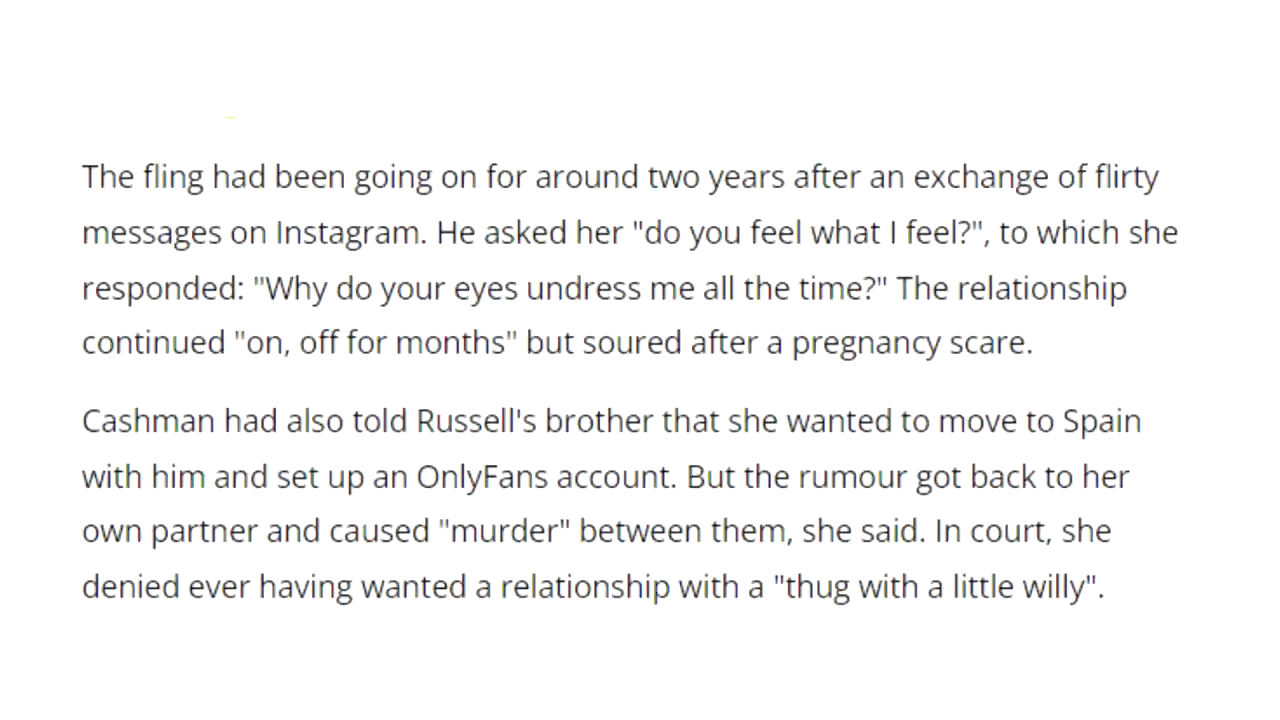 The fling had been going on for around two years after an exchange of flirty
messages on Instagram. He asked her "do you feel what I feel?", to which she
responded: "Why do your eyes undress me all the time?" The relationship
continued "on, off for months" but soured after a pregnancy scare.
Cashman had also told Russell's brother that she wanted to move to Spain
with him and set up an OnlyFans account. But the rumour got back to her
own partner and caused "murder" between them, she said. In court, she
denied ever having wanted a relationship with a "thug with a little willy".